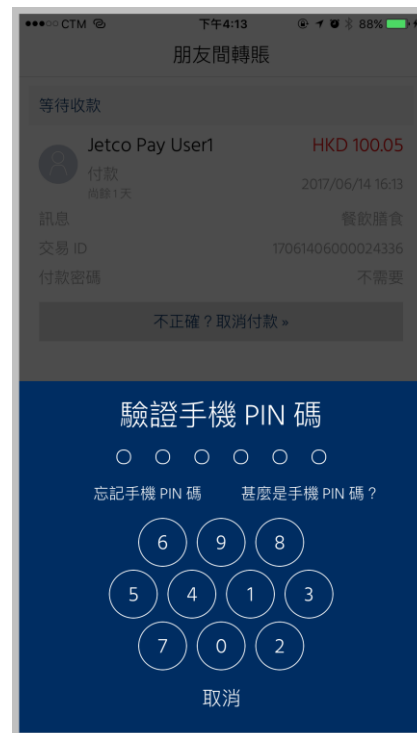 CTM 下午4:13 88%
朋友間轉賬
等待收款
Jetco Pay User1 HKD 100.05
付款
尚餘1天 2017/06/14 16:13
訊息 餐飲膳食
交易 ID 17061406000024336
付款密碼 不需要
不正確？取消付款 »
驗證手機 PIN 碼
忘記手機 PIN 碼 甚麼是手機 PIN 碼？
6 9 8
5 4 1 3
7 0 2
取消